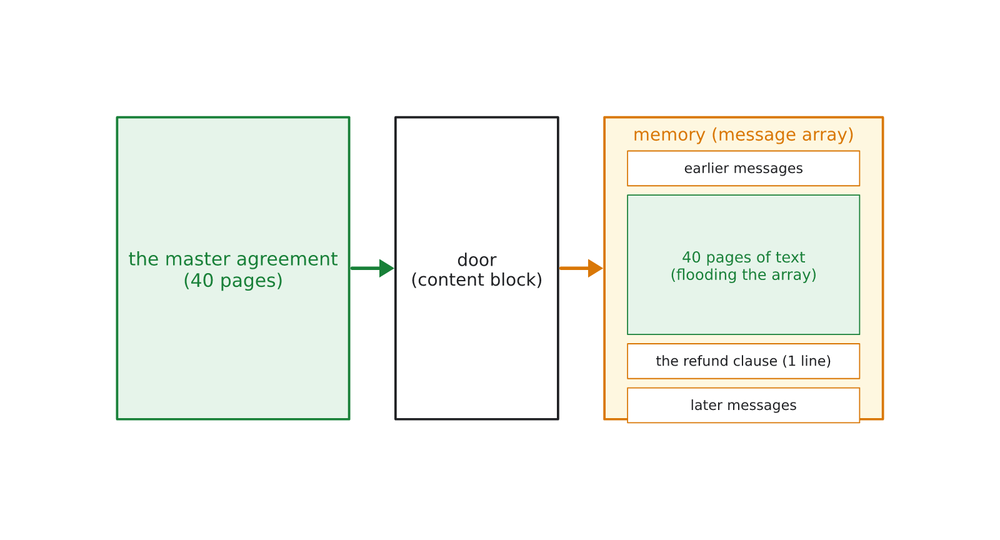 the master agreement
(40 pages)
door
(content block)
memory (message array)
earlier messages
40 pages of text
(flooding the array)
the refund clause (1 line)
later messages